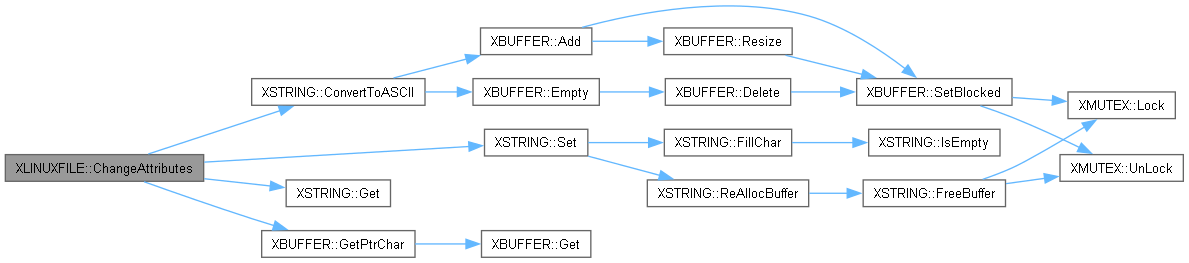 XBUFFER::Add
XBUFFER::Resize
XSTRING::ConvertToASCII
XBUFFER::Empty
XBUFFER::Delete
XBUFFER::SetBlocked
XMUTEX::Lock
XSTRING::Set
XSTRING::FillChar
XSTRING::IsEmpty
XLINUXFILE::ChangeAttributes
XMUTEX::UnLock
XSTRING::Get
XSTRING::ReAllocBuffer
XSTRING::FreeBuffer
XBUFFER::GetPtrChar
XBUFFER::Get